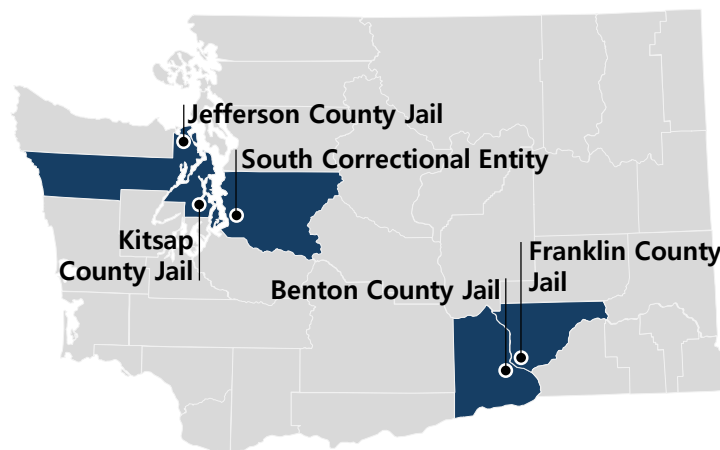 Jefferson County Jail
South Correctional Entity
Kitsap
County Jail
Franklin County
Jail
Benton County Jail